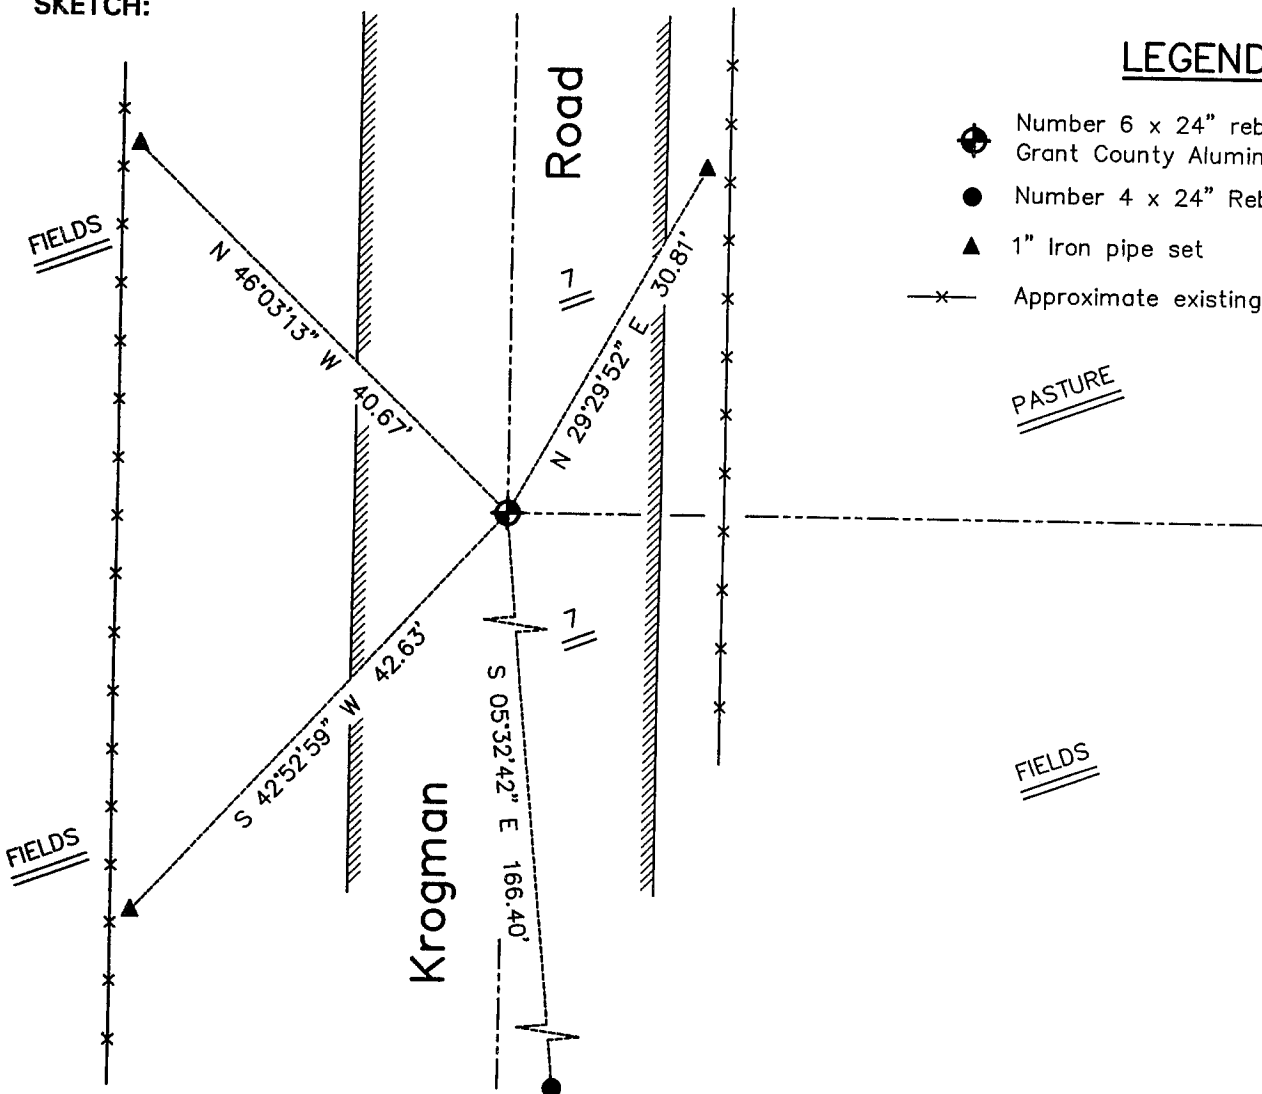 SKETCH:
LEGEND
Number 6 x 24" reb
Grant County Alumin
Number 4 x 24" Reb
1" Iron pipe set
Approximate existing
Road
FIELDS
N 46°03'13" W 40.67'
7
N 29°29'52" E 30.81'
PASTURE
7
S 42°52'59" W 42.63'
S 05°32'42" E 166.40'
FIELDS
FIELDS
Krogman